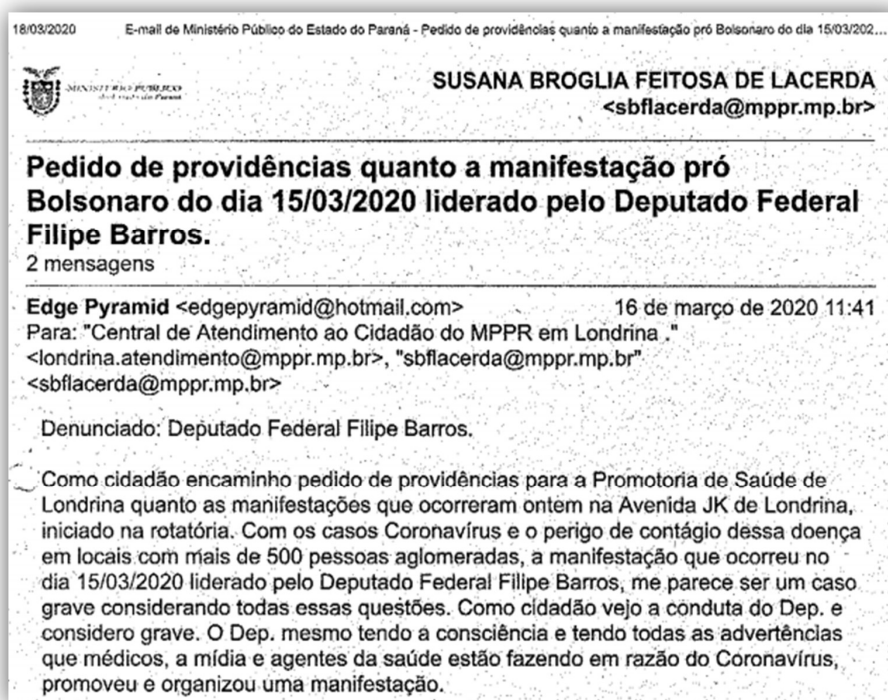 18/03/2020 E-mail de Ministério Público do Estado do Paraná - Pedido de providências quanto a manifestação pró Bolsonaro do dia 15/03/202...
MINISTÉRIO PÚBLICO
do Estado do Paraná
SUSANA BROGLIA FEITOSA DE LACERDA
<sbflacerda@mppr.mp.br>
Pedido de providências quanto a manifestação pró
Bolsonaro do dia 15/03/2020 liderado pelo Deputado Federal
Filipe Barros.
2 mensagens
Edge Pyramid <edgepyramid@hotmail.com> 16 de março de 2020 11:41
Para: "Central de Atendimento ao Cidadão do MPPR em Londrina ."
<londrina.atendimento@mppr.mp.br>, "sbflacerda@mppr.mp.br"
<sbflacerda@mppr.mp.br>
Denunciado: Deputado Federal Filipe Barros.
Como cidadão encaminho pedido de providências para a Promotoria de Saúde de
Londrina quanto as manifestações que ocorreram ontem na Avenida JK de Londrina,
iniciado na rotatória. Com os casos Coronavírus e o perigo de contágio dessa doença
em locais com mais de 500 pessoas aglomeradas, a manifestação que ocorreu no
dia 15/03/2020 liderado pelo Deputado Federal Filipe Barros, me parece ser um caso
grave considerando todas essas questões. Como cidadão vejo a conduta do Dep. e
considero grave. O Dep. mesmo tendo a consciência e tendo todas as advertências
que médicos, a mídia e agentes da saúde estão fazendo em razão do Coronavírus,
promoveu e organizou uma manifestação.